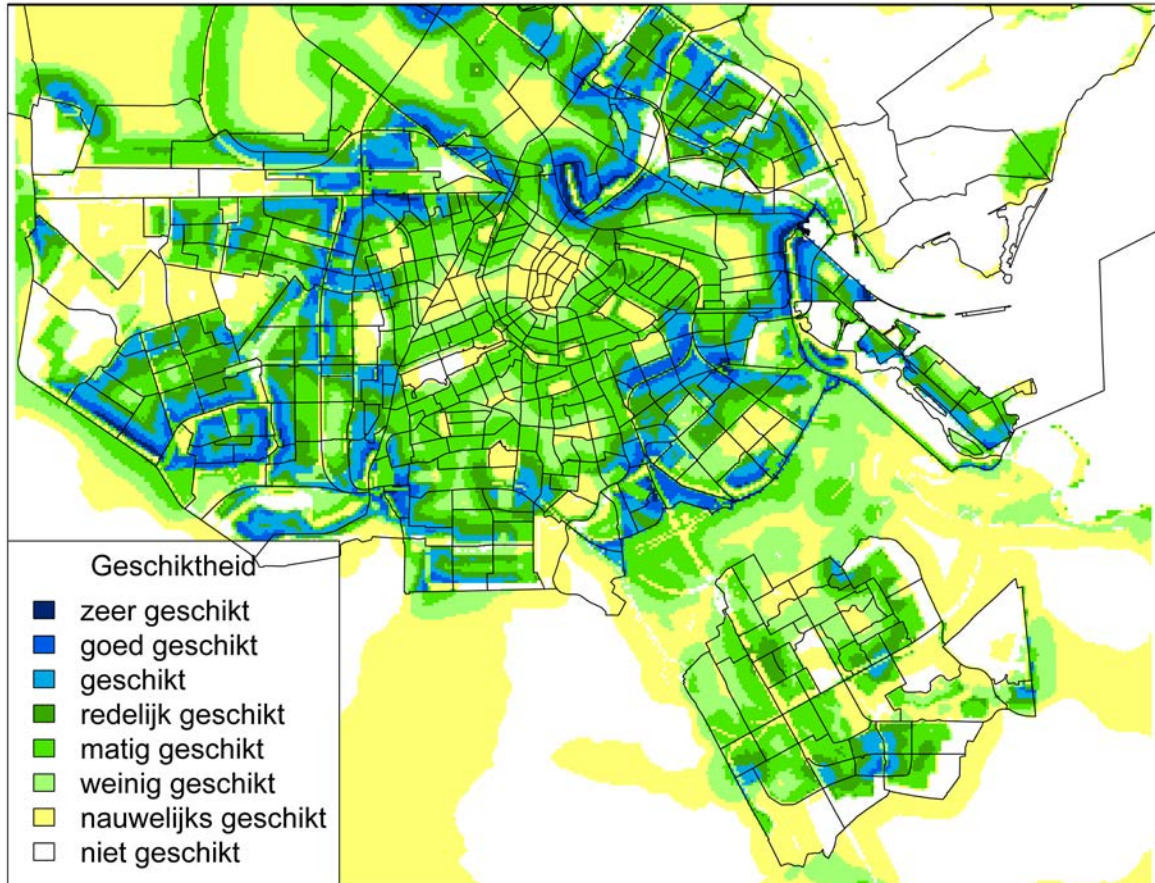 Geschiktheid
zeer geschikt
goed geschikt
geschikt
redelijk geschikt
matig geschikt
weinig geschikt
nauwelijks geschikt
niet geschikt